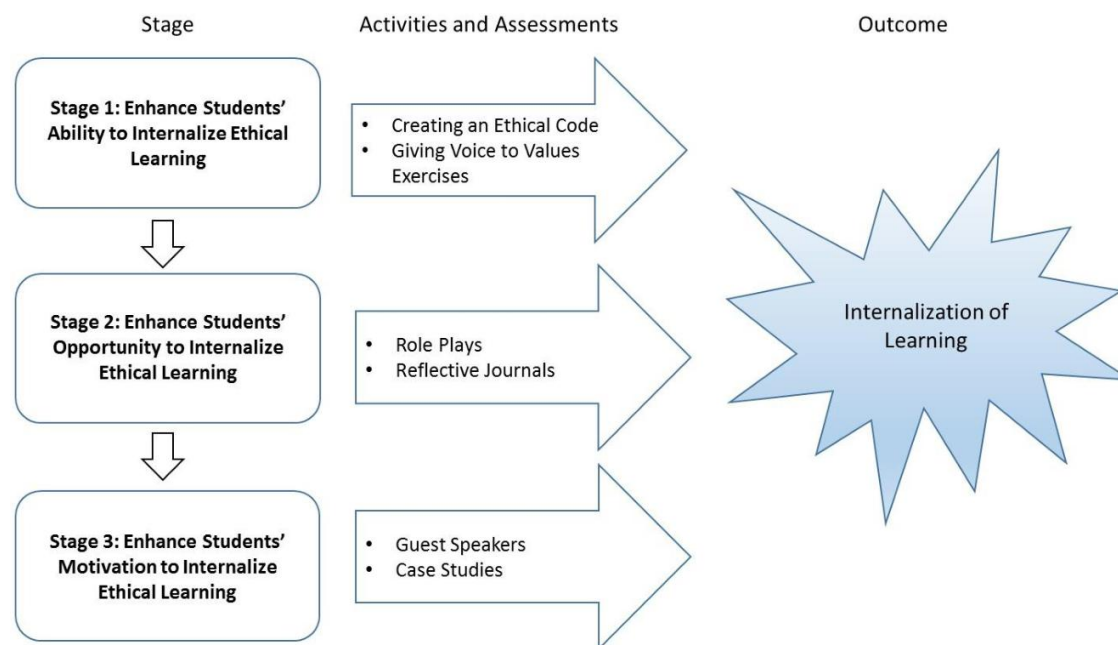 Stage
Activities and Assessments
Outcome
Stage 1: Enhance Students’
Ability to Internalize Ethical
Learning
• Creating an Ethical Code
• Giving Voice to Values
Exercises
Stage 2: Enhance Students’
Opportunity to Internalize
Ethical Learning
• Role Plays
• Reflective Journals
Internalization of
Learning
Stage 3: Enhance Students’
Motivation to Internalize
Ethical Learning
• Guest Speakers
• Case Studies